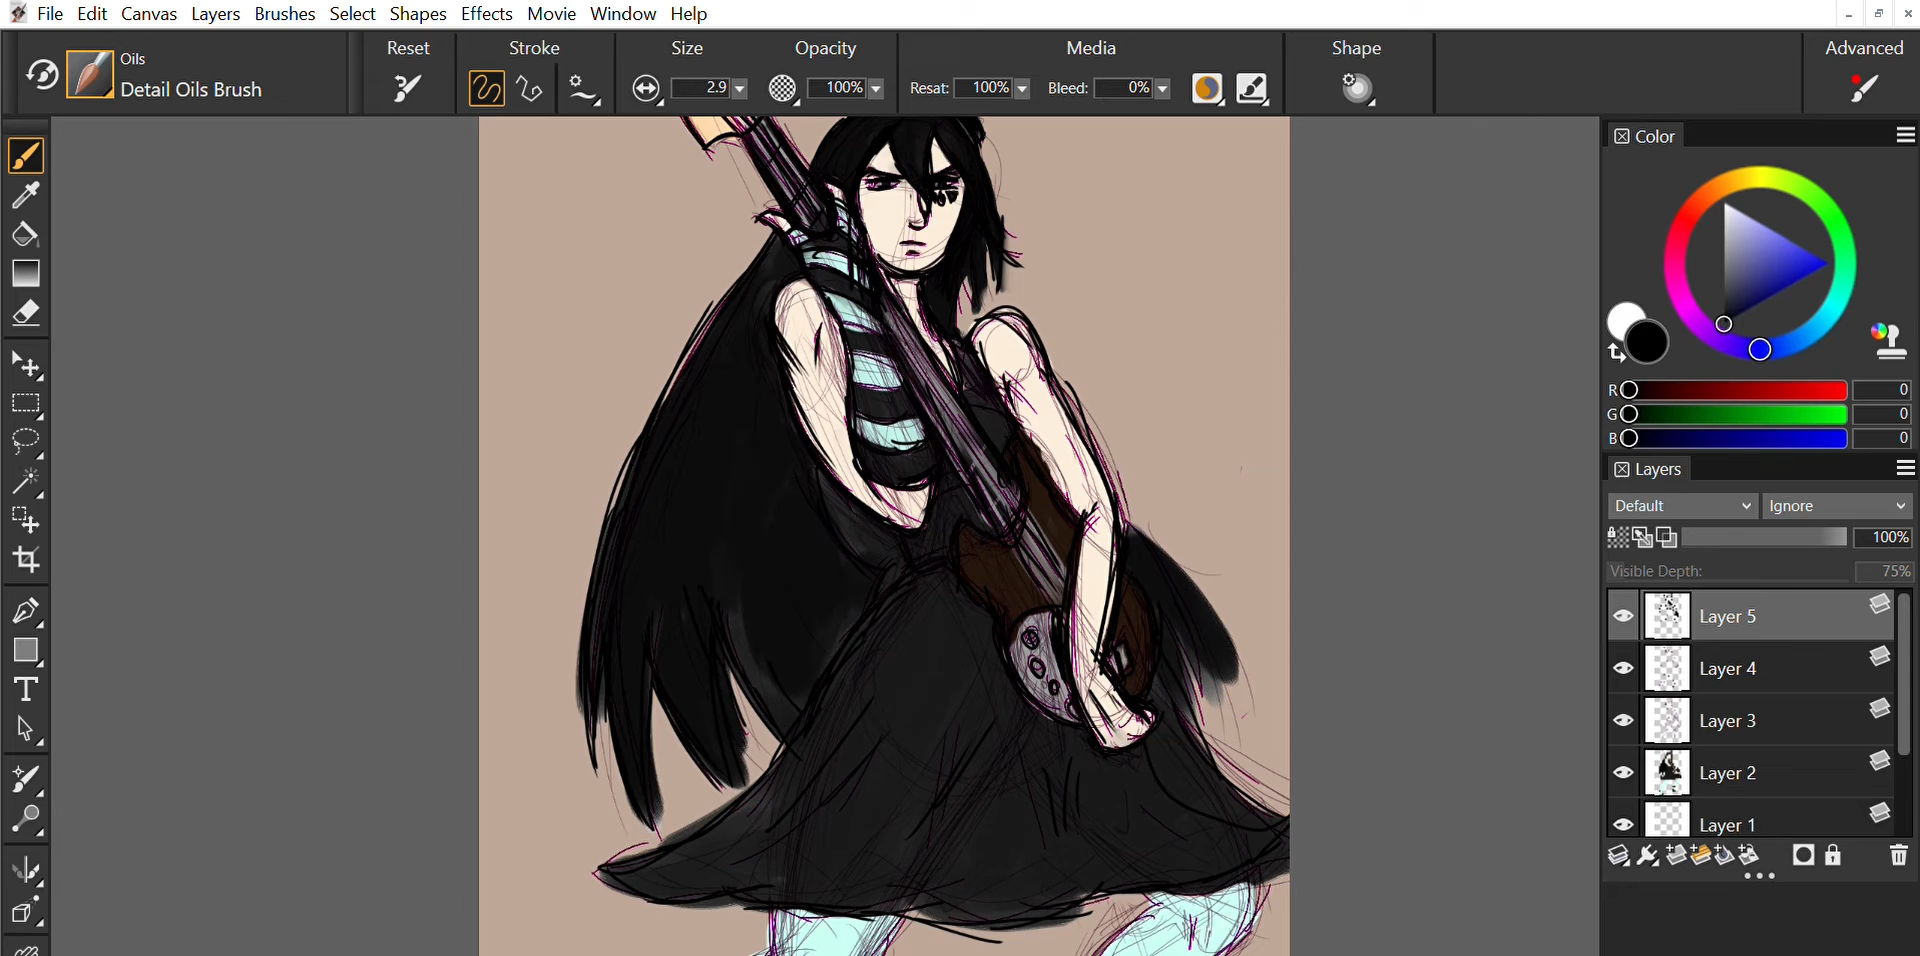 File Edit Canvas Layers Brushes Select Shapes Effects Movie Window Help
Oils
Detail Oils Brush
Reset
Stroke
Size
Opacity
Media
Shape
Advanced
2.9
100%
Resat: 100%
Bleed: 0%
Color
R 0
G 0
B 0
Layers
Default
Ignore
100%
Visible Depth: 75%
Layer 5
Layer 4
Layer 3
Layer 2
Layer 1
T